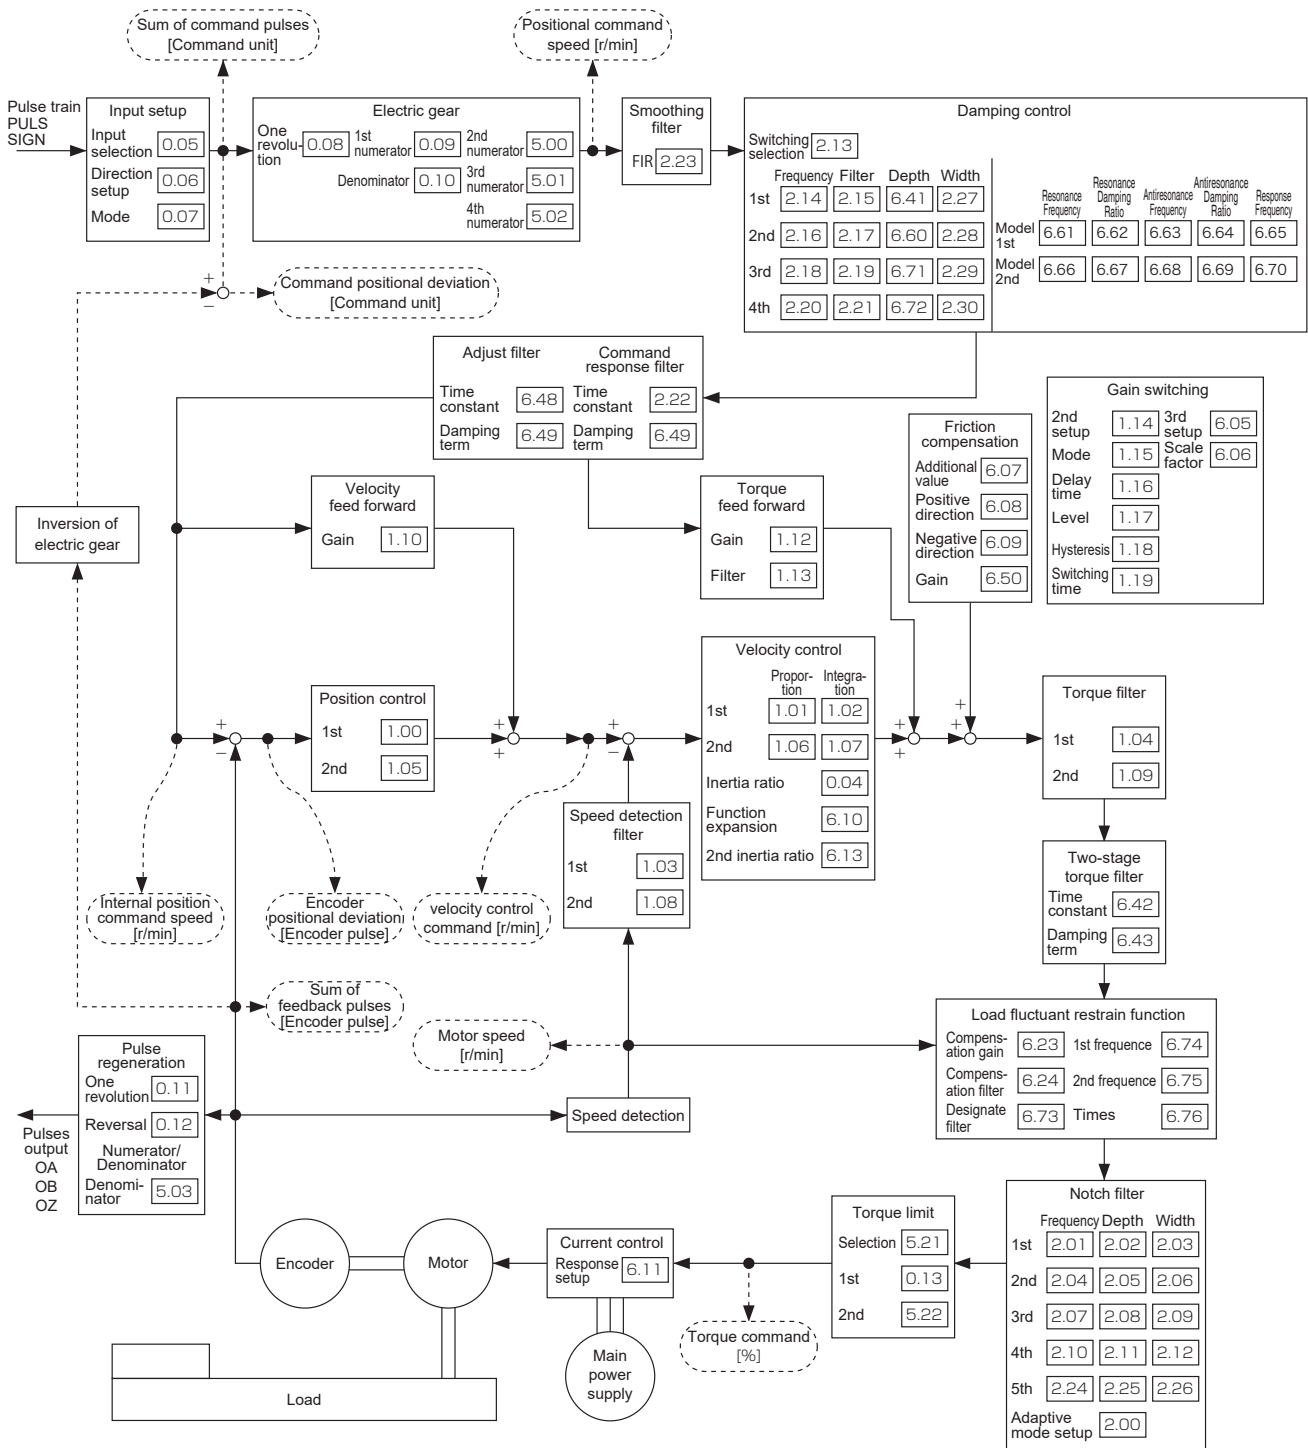 Sum of command pulses
[Command unit]
Positional command
speed [r/min]
Pulse train
PULS
SIGN
Input setup
Input
selection 0.05
Direction
setup 0.06
Mode 0.07
Electric gear
One
revolu-
tion 0.08
1st
numerator 0.09
2nd
numerator 5.00
Denominator 0.10
3rd
numerator 5.01
4th
numerator 5.02
Smoothing
filter
FIR 2.23
Damping control
Switching
selection 2.13
Frequency Filter Depth Width
1st 2.14 2.15 6.41 2.27
2nd 2.16 2.17 6.60 2.28
3rd 2.18 2.19 6.71 2.29
4th 2.20 2.21 6.72 2.30
Resonance
Frequency
Resonance
Damping
Ratio
Antiresonance
Frequency
Antiresonance
Damping
Ratio
Response
Frequency
Model
1st 6.61 6.62 6.63 6.64 6.65
Model
2nd 6.66 6.67 6.68 6.69 6.70
+
−
Command positional deviation
[Command unit]
Adjust filter
Time
constant 6.48
Damping
term 6.49
Command
response filter
Time
constant 2.22
Damping
term 6.49
Gain switching
2nd
setup 1.14
3rd
setup 6.05
Mode 1.15
Scale
factor 6.06
Delay
time 1.16
Level 1.17
Hysteresis 1.18
Switching
time 1.19
Friction
compensation
Additional
value 6.07
Positive
direction 6.08
Negative
direction 6.09
Gain 6.50
Inversion of
electric gear
Velocity
feed forward
Gain 1.10
Torque
feed forward
Gain 1.12
Filter 1.13
+
−
Position control
1st 1.00
2nd 1.05
+
+
+
−
Velocity control
Propor-
tion
Integra-
tion
1st 1.01 1.02
2nd 1.06 1.07
Inertia ratio 0.04
Function
expansion 6.10
2nd inertia ratio 6.13
+
+
+
+
Torque filter
1st 1.04
2nd 1.09
Speed detection
filter
1st 1.03
2nd 1.08
Two-stage
torque filter
Time
constant 6.42
Damping
term 6.43
Internal position
command speed
[r/min]
Encoder
positional deviation
[Encoder pulse]
velocity control
command [r/min]
Sum of
feedback pulses
[Encoder pulse]
Motor speed
[r/min]
Load fluctuant restrain function
Compens-
ation gain 6.23
1st frequence 6.74
Compens-
ation filter 6.24
2nd frequence 6.75
Designate
filter 6.73
Times 6.76
Pulse
regeneration
One
revolution 0.11
Reversal 0.12
Numerator/
Denominator
Denomi-
nator 5.03
Pulses
output
OA
OB
OZ
Speed detection
Notch filter
Frequency Depth Width
1st 2.01 2.02 2.03
2nd 2.04 2.05 2.06
3rd 2.07 2.08 2.09
4th 2.10 2.11 2.12
5th 2.24 2.25 2.26
Adaptive
mode setup 2.00
Torque limit
Selection 5.21
1st 0.13
2nd 5.22
Current control
Response
setup 6.11
Encoder
Motor
Torque command
[%]
Main
power
supply
Load